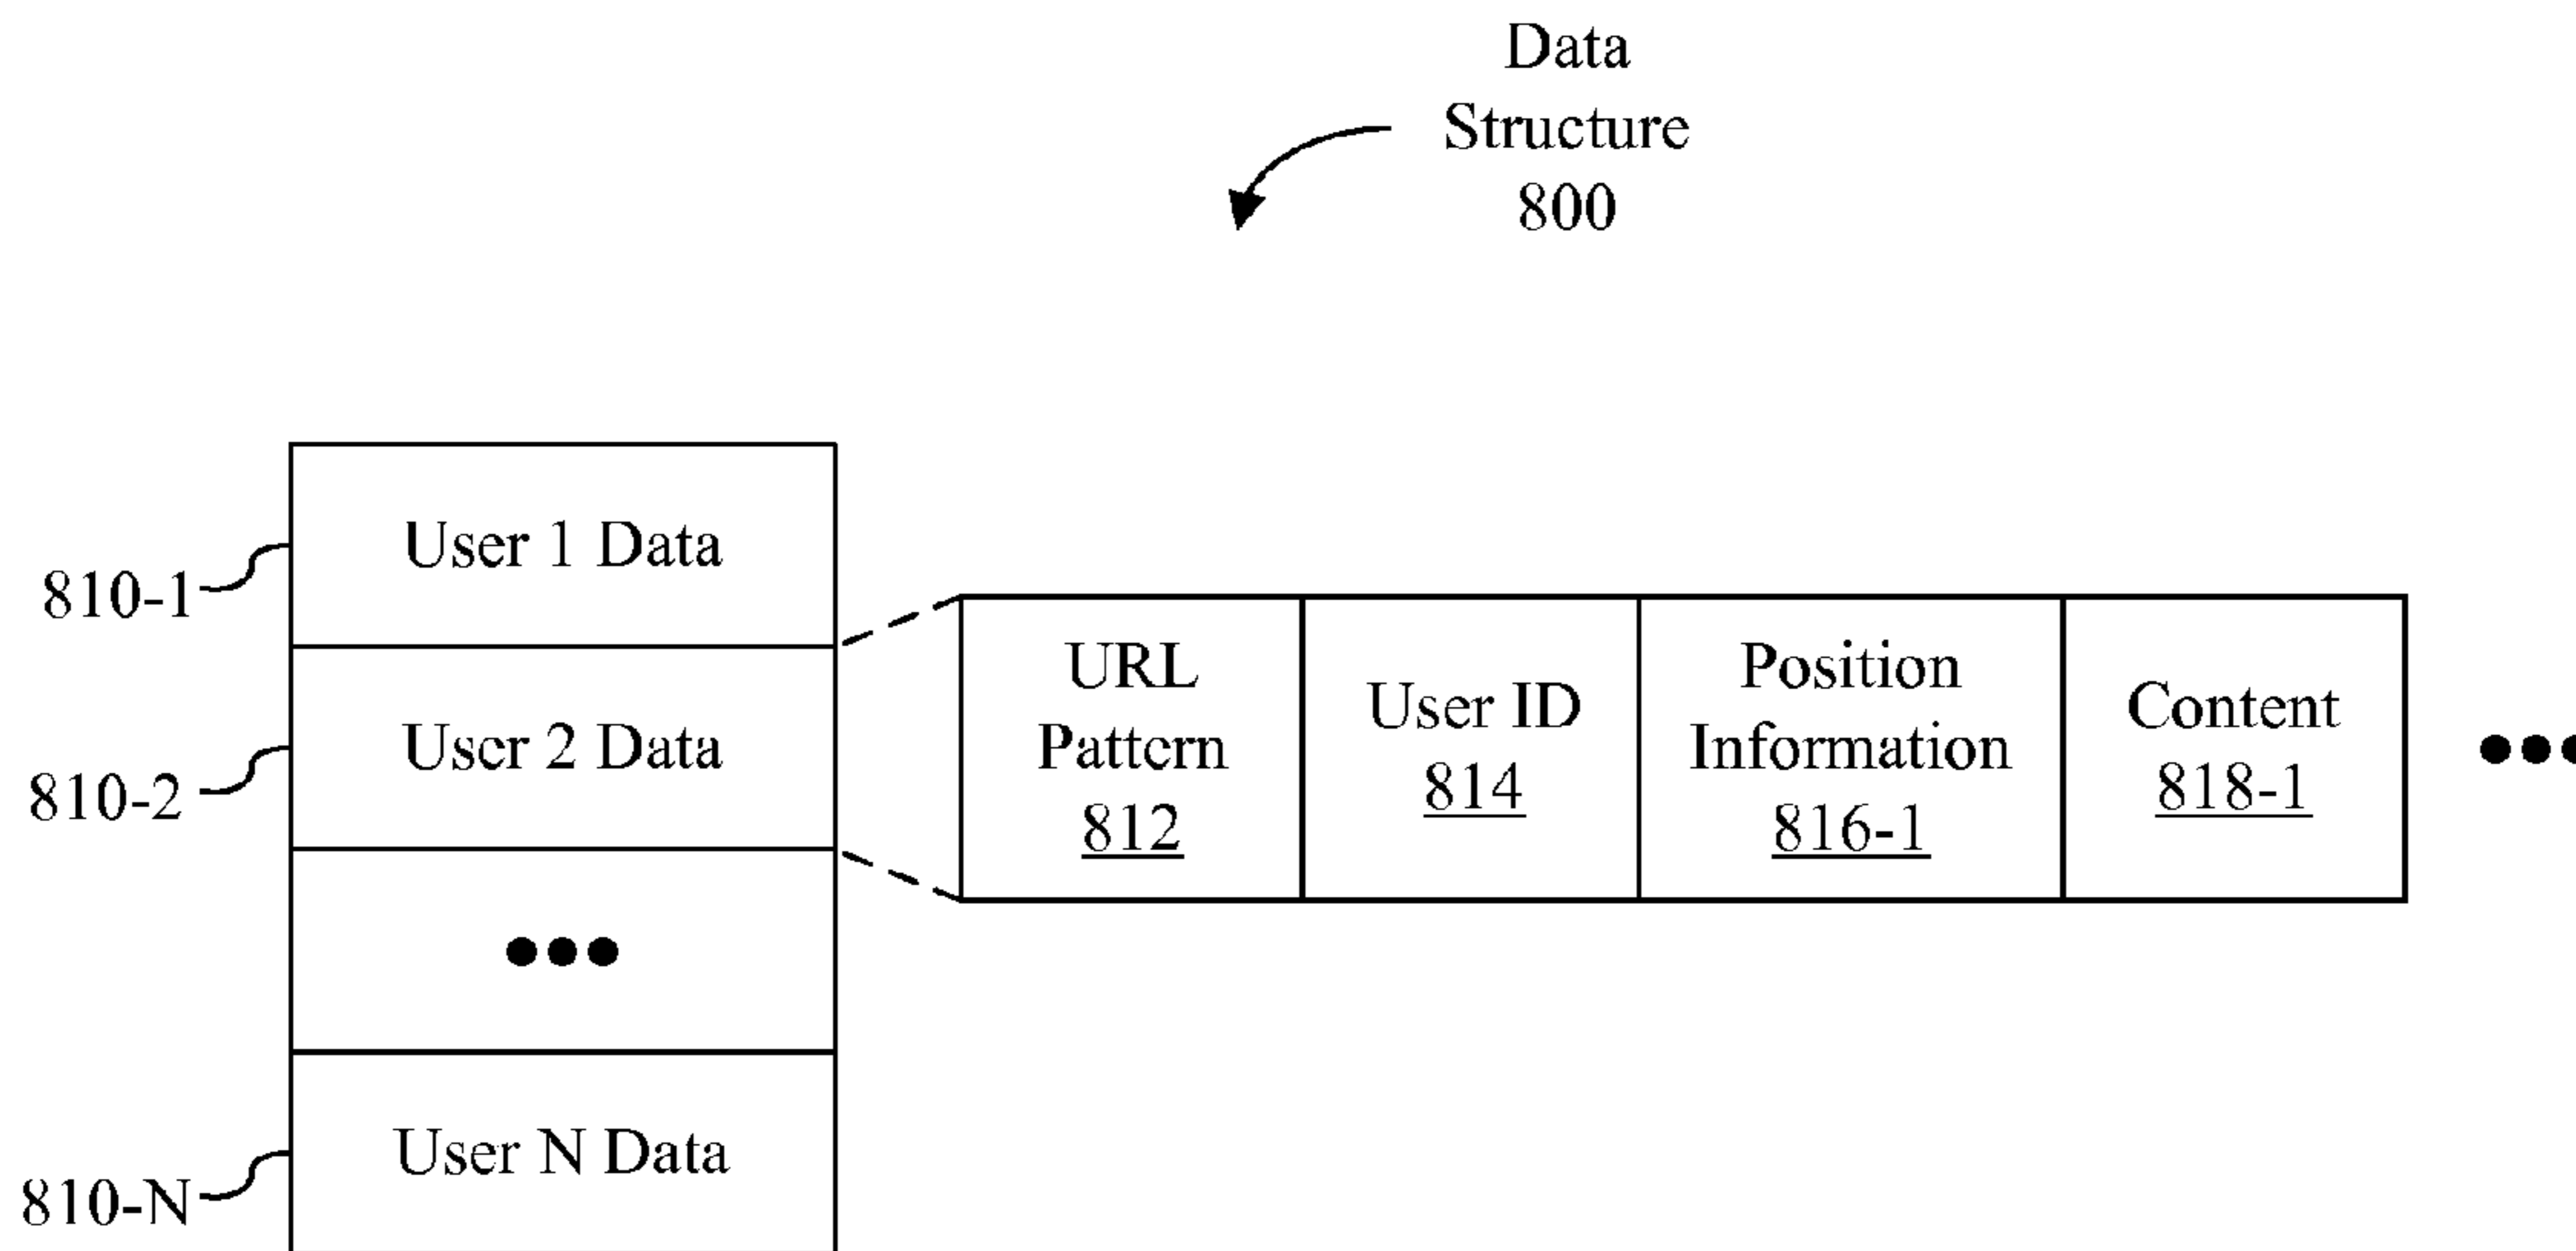 Data
Structure
800
User 1 Data
810-1
URL
Pattern
812
User ID
814
Position
Information
816-1
Content
818-1
User 2 Data
810-2
•••
•••
User N Data
810-N